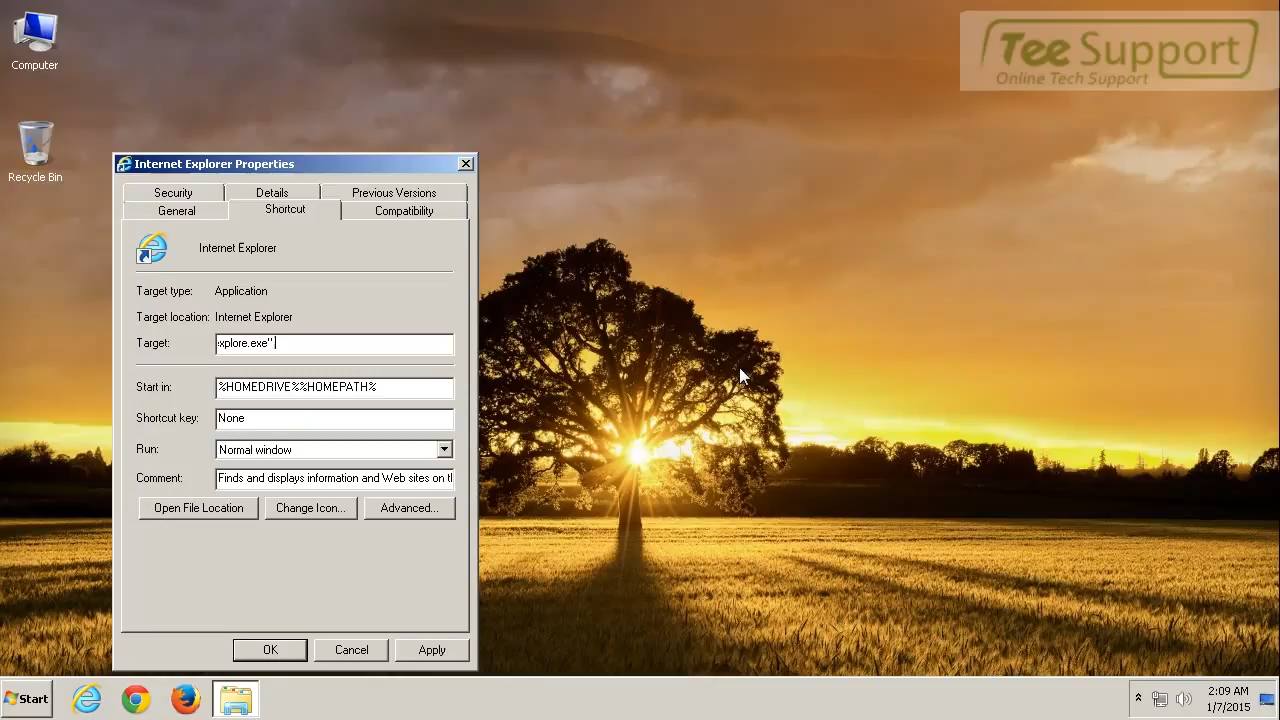 Computer
Recycle Bin
Tee Support
Online Tech Support
Internet Explorer Properties
Security Details Previous Versions
General Shortcut Compatibility
Internet Explorer
Target type: Application
Target location: Internet Explorer
Target: xplore.exe"
Start in: %HOMEDRIVE%%HOMEPATH%
Shortcut key: None
Run: Normal window
Comment: Finds and displays information and Web sites on
Open File Location Change Icon... Advanced...
OK Cancel Apply
Start
2:09 AM
1/7/2015